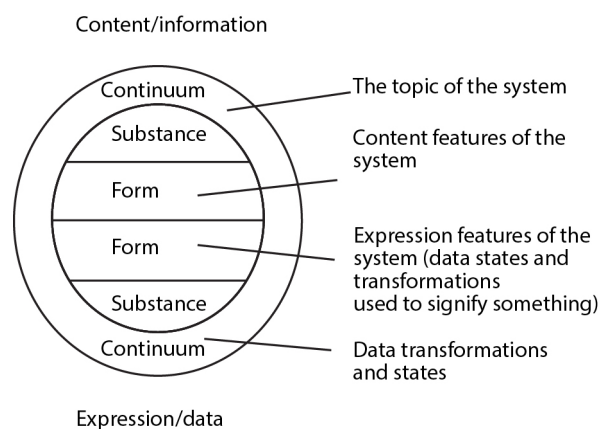 Content/information
Continuum
The topic of the system
Substance
Content features of the
system
Form
Form
Expression features of the
system (data states and
transformations
used to signify something)
Substance
Continuum
Data transformations
and states
Expression/data